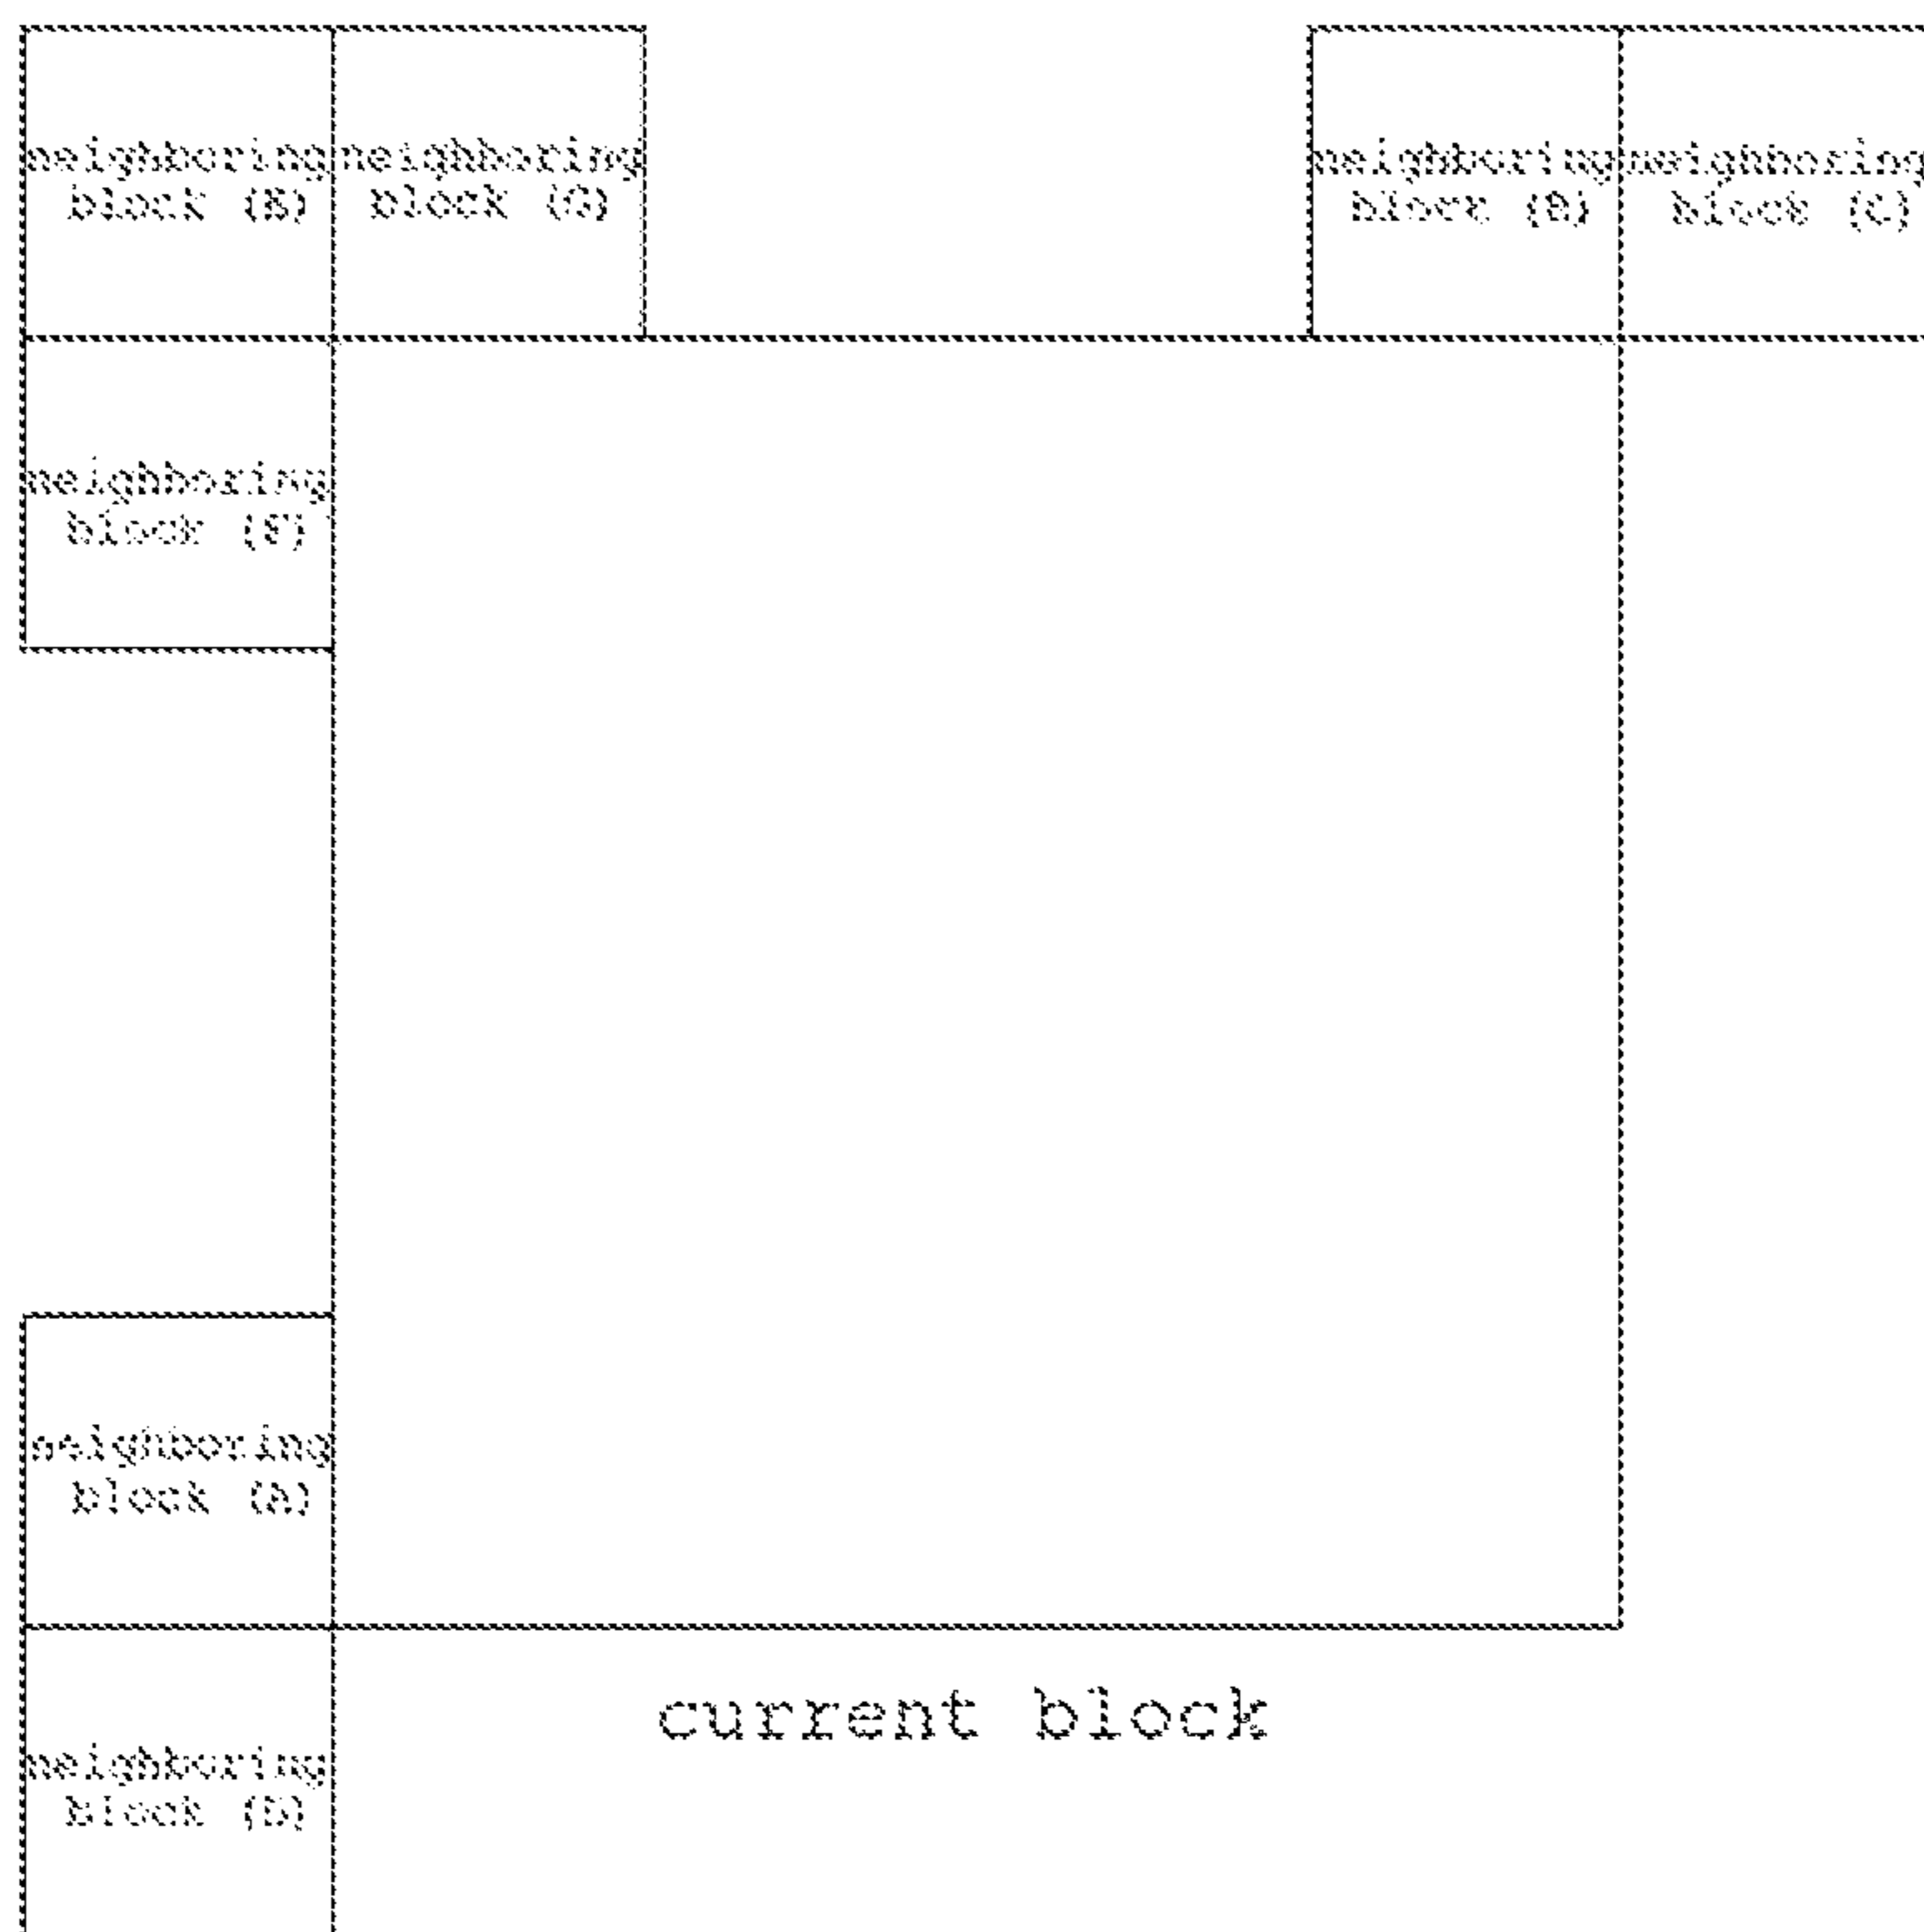 neighboring
block (E)
neighboring
block (G)
neighboring
block (B)
neighboring
block (C)
neighboring
block (F)
neighboring
block (A)
neighboring
block (D)
current block